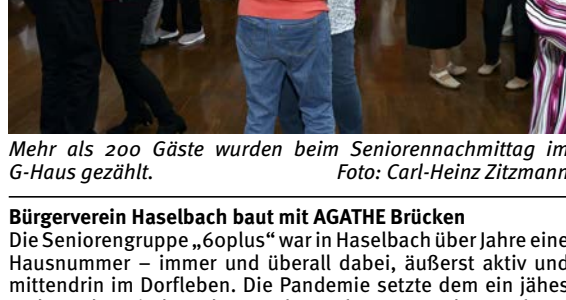 Mehr als 200 Gäste wurden beim Seniorennachmittag im
G-Haus gezählt. Foto: Carl-Heinz Zitzmann
Bürgerverein Haselbach baut mit AGATHE Brücken
Die Seniorengruppe „60plus“ war in Haselbach über Jahre eine
Hausnummer – immer und überall dabei, äußerst aktiv und
mittendrin im Dorfleben. Die Pandemie setzte dem ein jähes